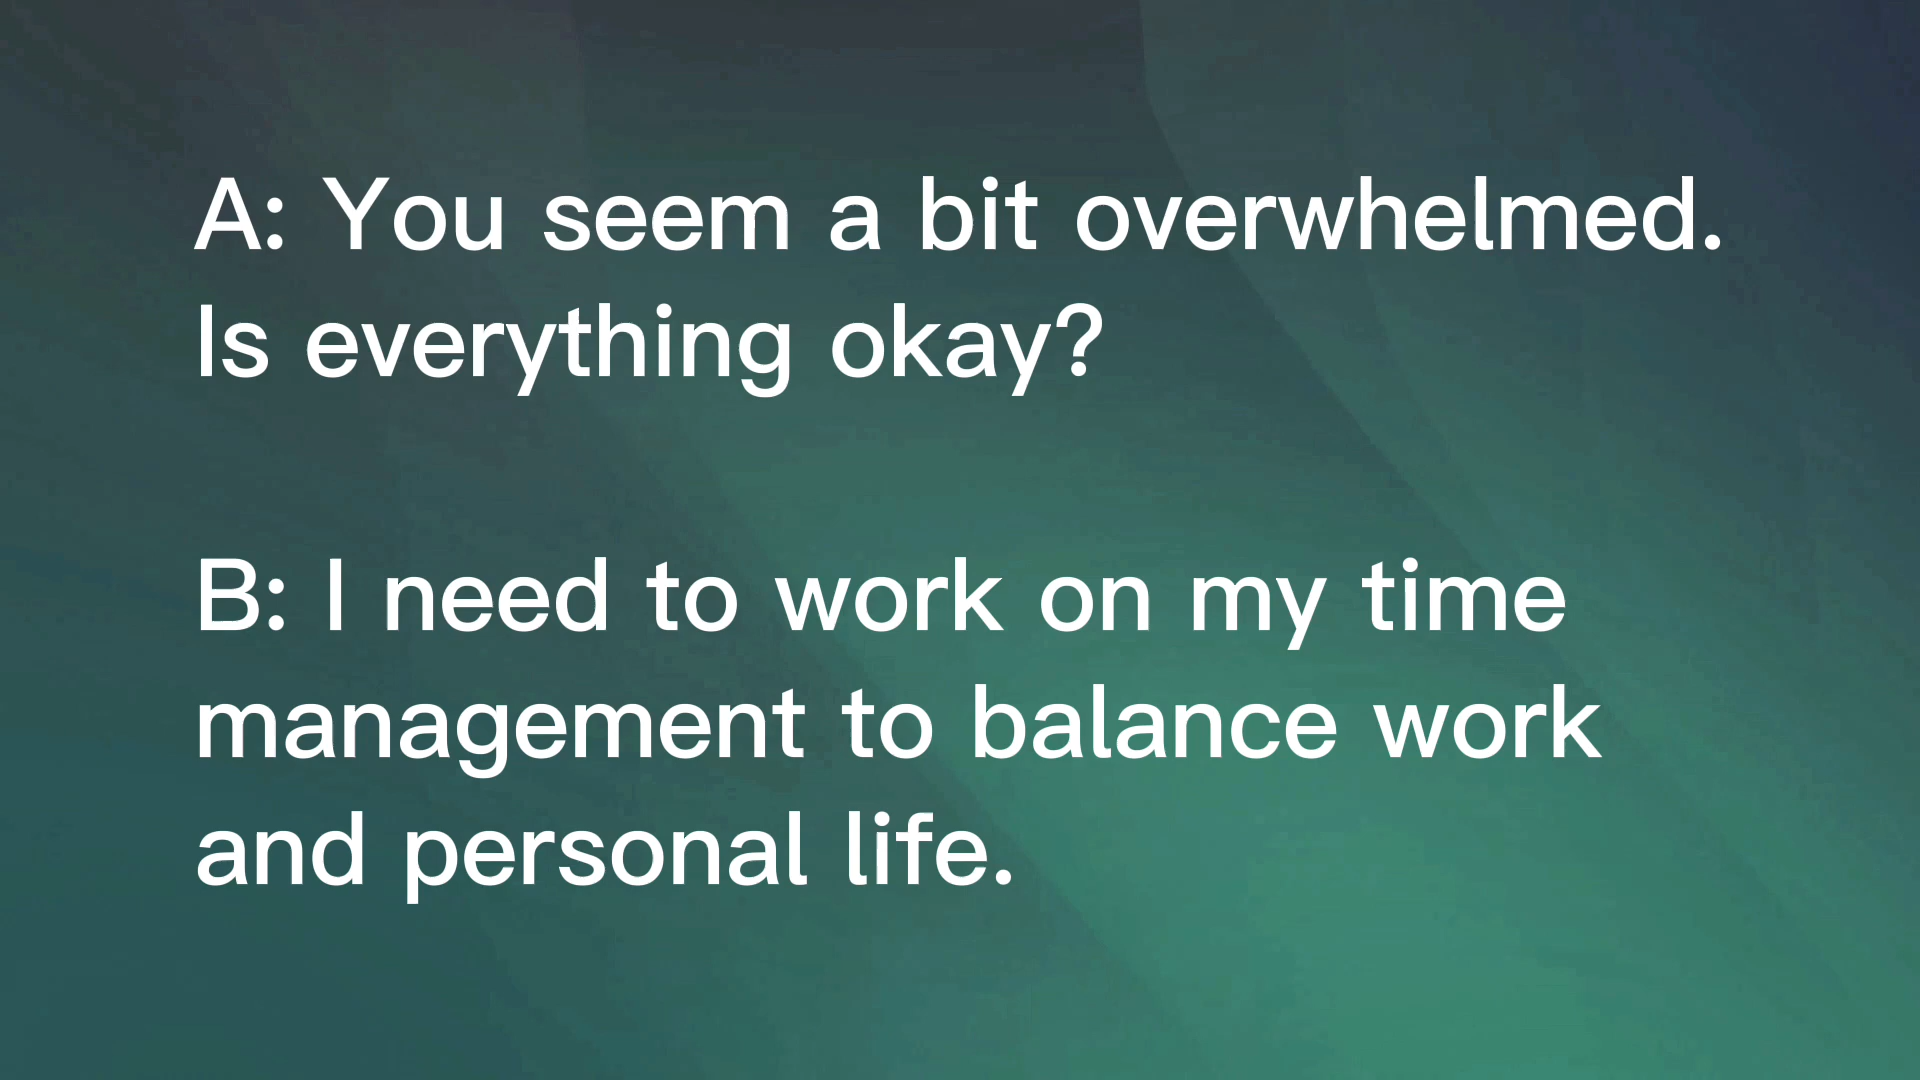 A: You seem a bit overwhelmed.
Is everything okay?
B: I need to work on my time
management to balance work
and personal life.